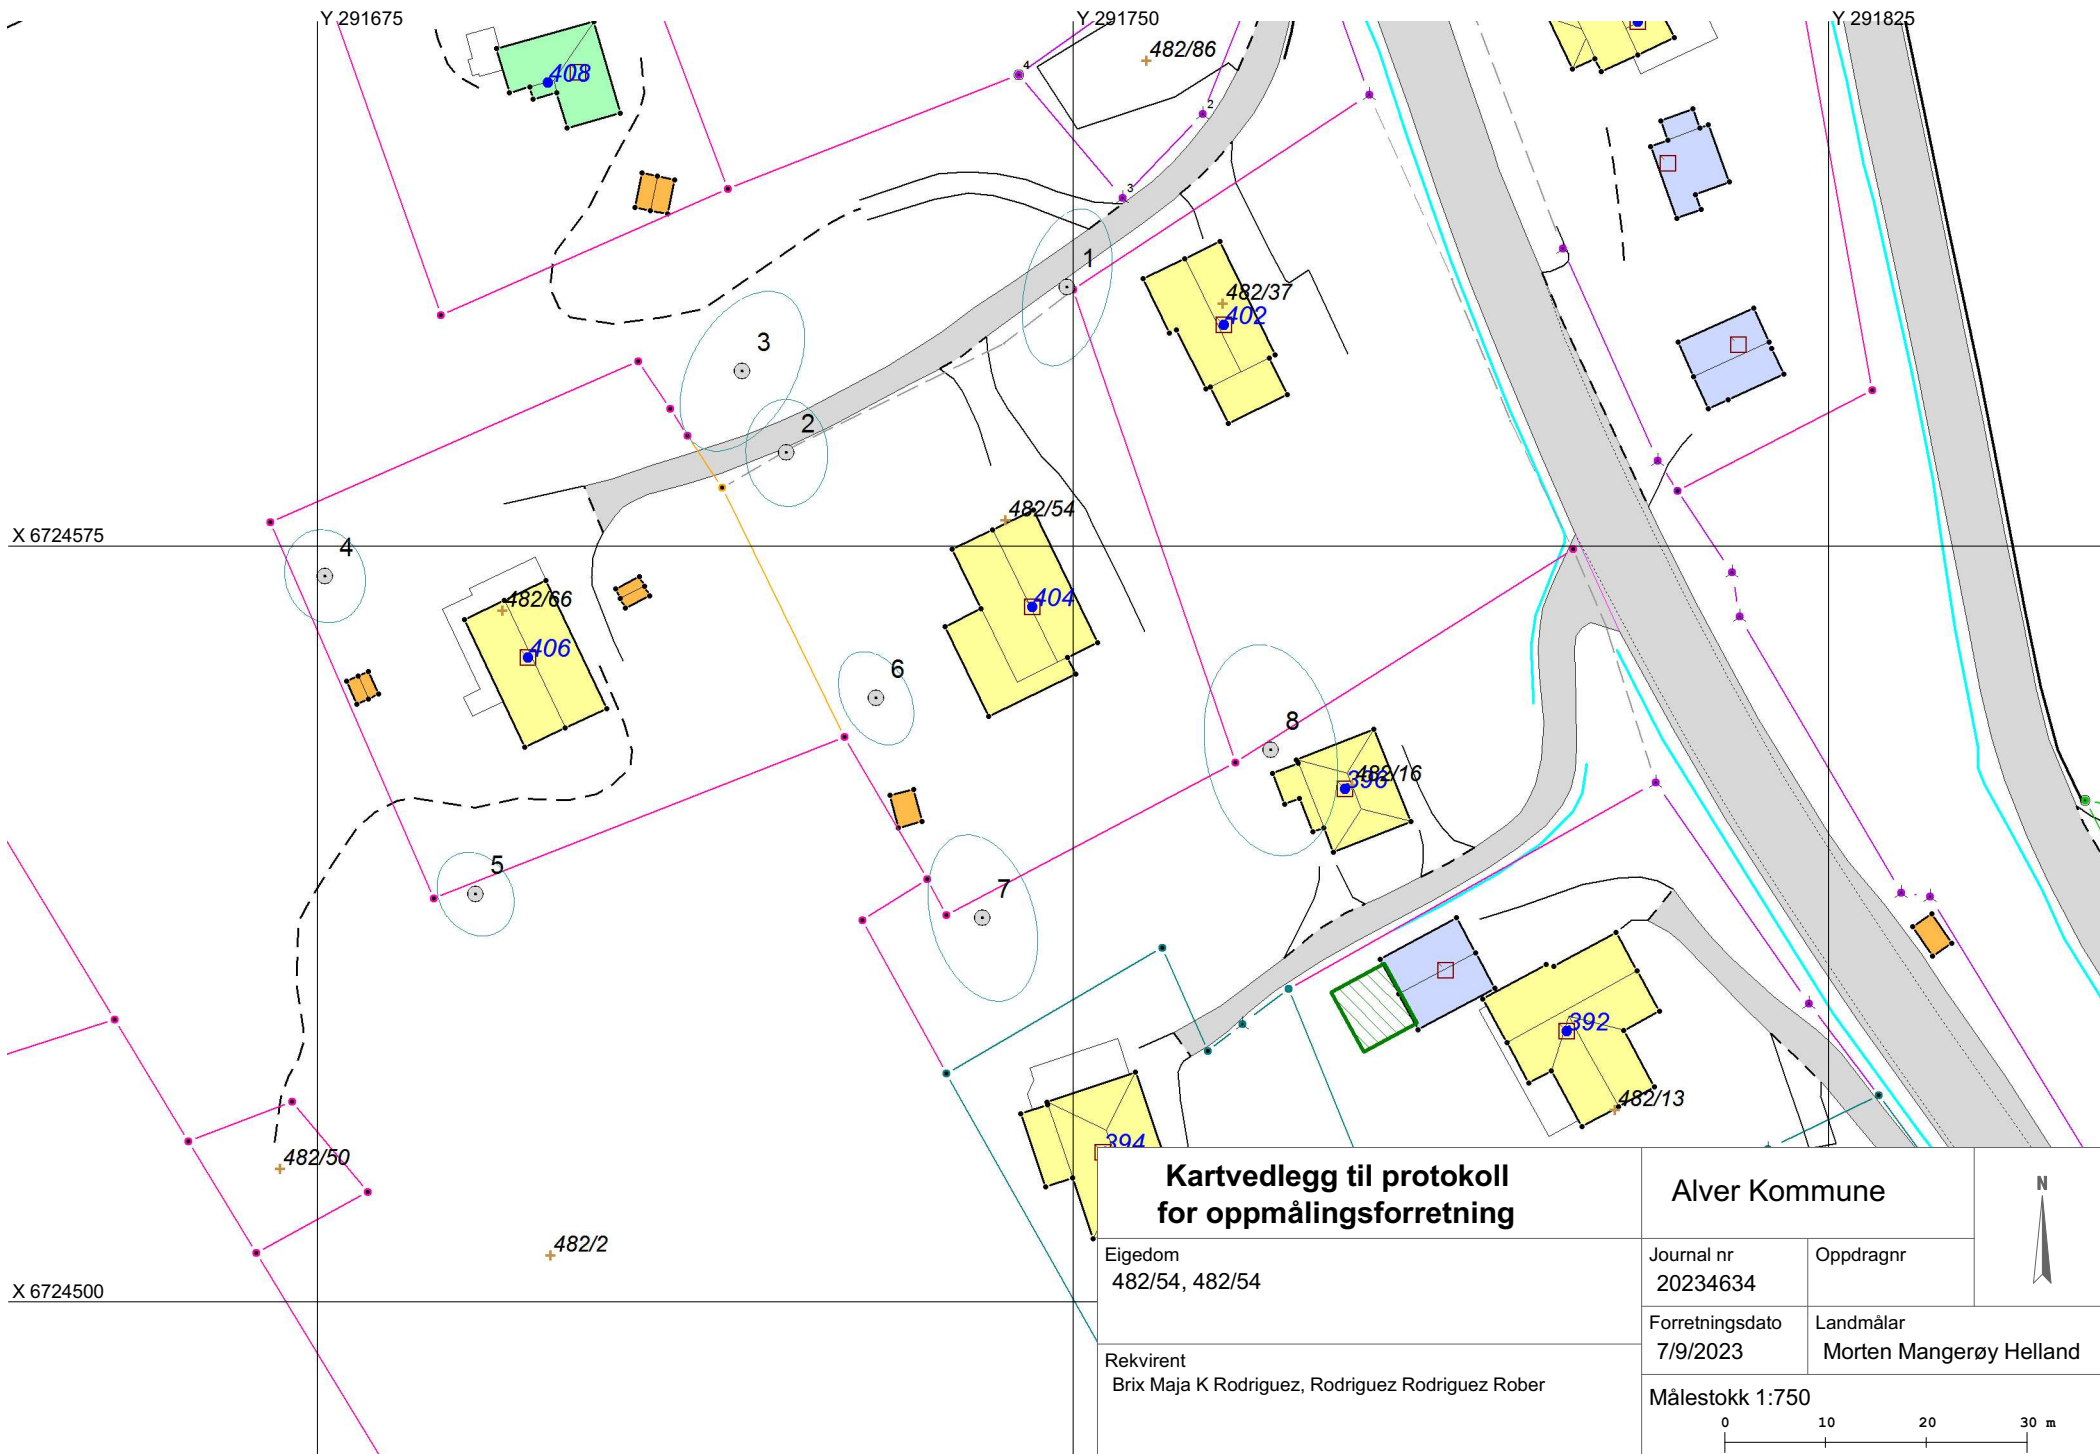 Y 291675
Y 291750
Y 291825
482/86
408
4
2
3
1
482/37
402
3
2
482/54
X 6724575
4
482/66
404
406
6
8
482/16
396
5
7
392
482/13
394
482/50
482/2
X 6724500
Kartvedlegg til protokoll
for oppmålingsforretning
Alver Kommune
N
Eigedom
482/54, 482/54
Journal nr
20234634
Oppdragnr
Forretningsdato
7/9/2023
Landmålar
Morten Mangerøy Helland
Rekvirent
Brix Maja K Rodriguez, Rodriguez Rodriguez Rober
Målestokk 1:750
0 10 20 30 m